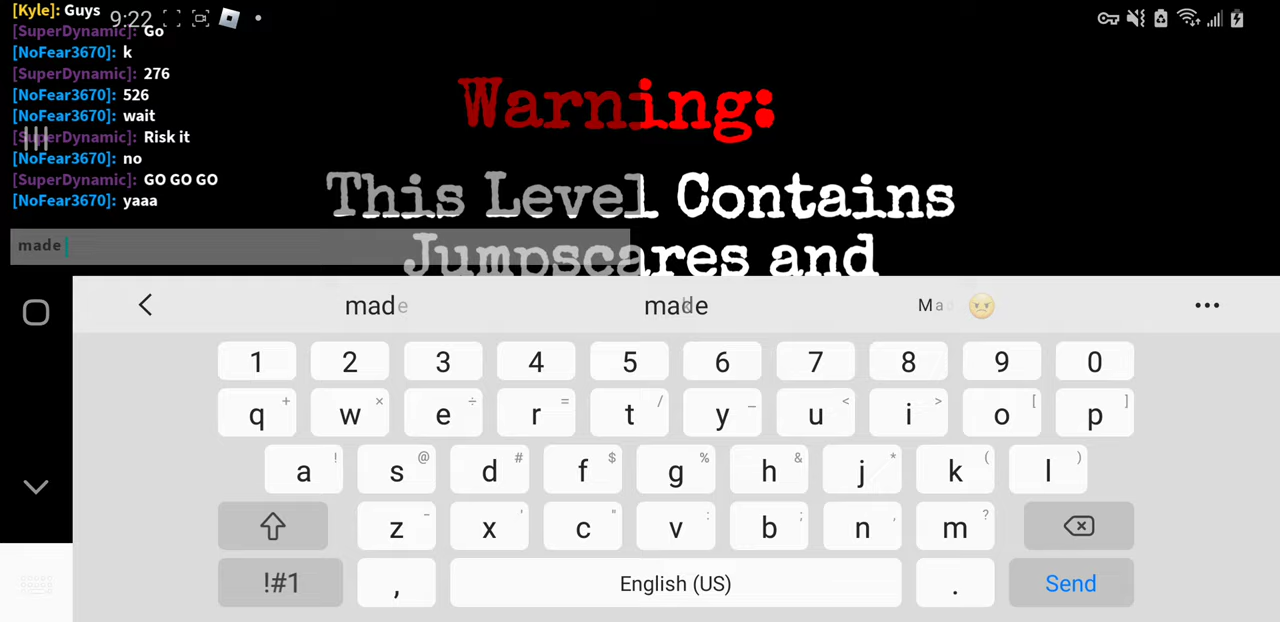 [Kyle]: Guys
9:22
[SuperDynamic]: Go
[NoFear3670]: k
[SuperDynamic]: 276
[NoFear3670]: 526
[NoFear3670]: wait
[SuperDynamic]: Risk it
[NoFear3670]: no
[SuperDynamic]: GO GO GO
[NoFear3670]: yaaa
Warning:
This Level Contains
Jumpscares and
made
made made Mad
1 2 3 4 5 6 7 8 9 0
q + w × e ÷ r = t / y _ u < i > o [ p ]
a ! s @ d # f $ g % h & j * k ( l )
z - x ' c " v : b ; n , m ?
!#1 , English (US) . Send